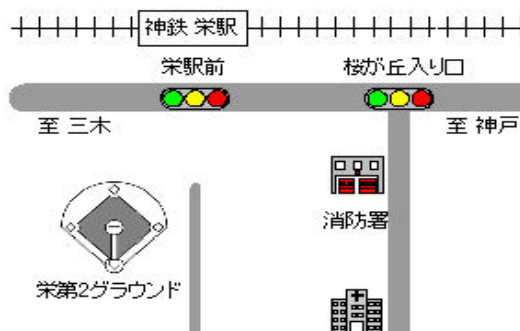 神鉄 栄駅
栄駅前
桜が丘入り口
至 三木
至 神戸
消防署
栄第2グラウンド